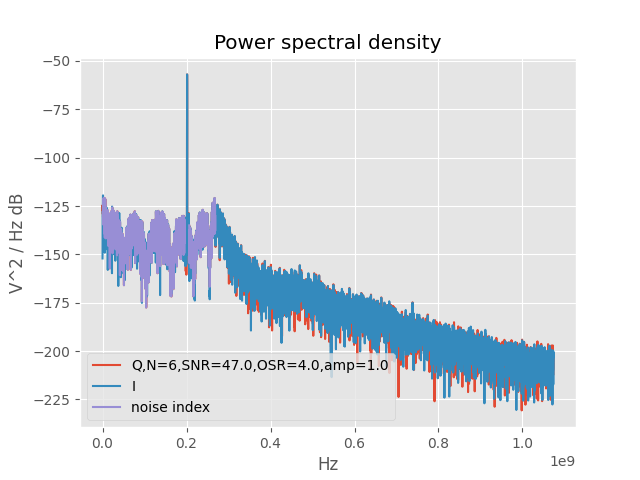 Power spectral density
−50
−75
−100
−125
−150
−175
−200
−225
V^2 / Hz dB
Q,N=6,SNR=47.0,OSR=4.0,amp=1.0
I
noise index
0.0 0.2 0.4 0.6 0.8 1.0
1e9
Hz